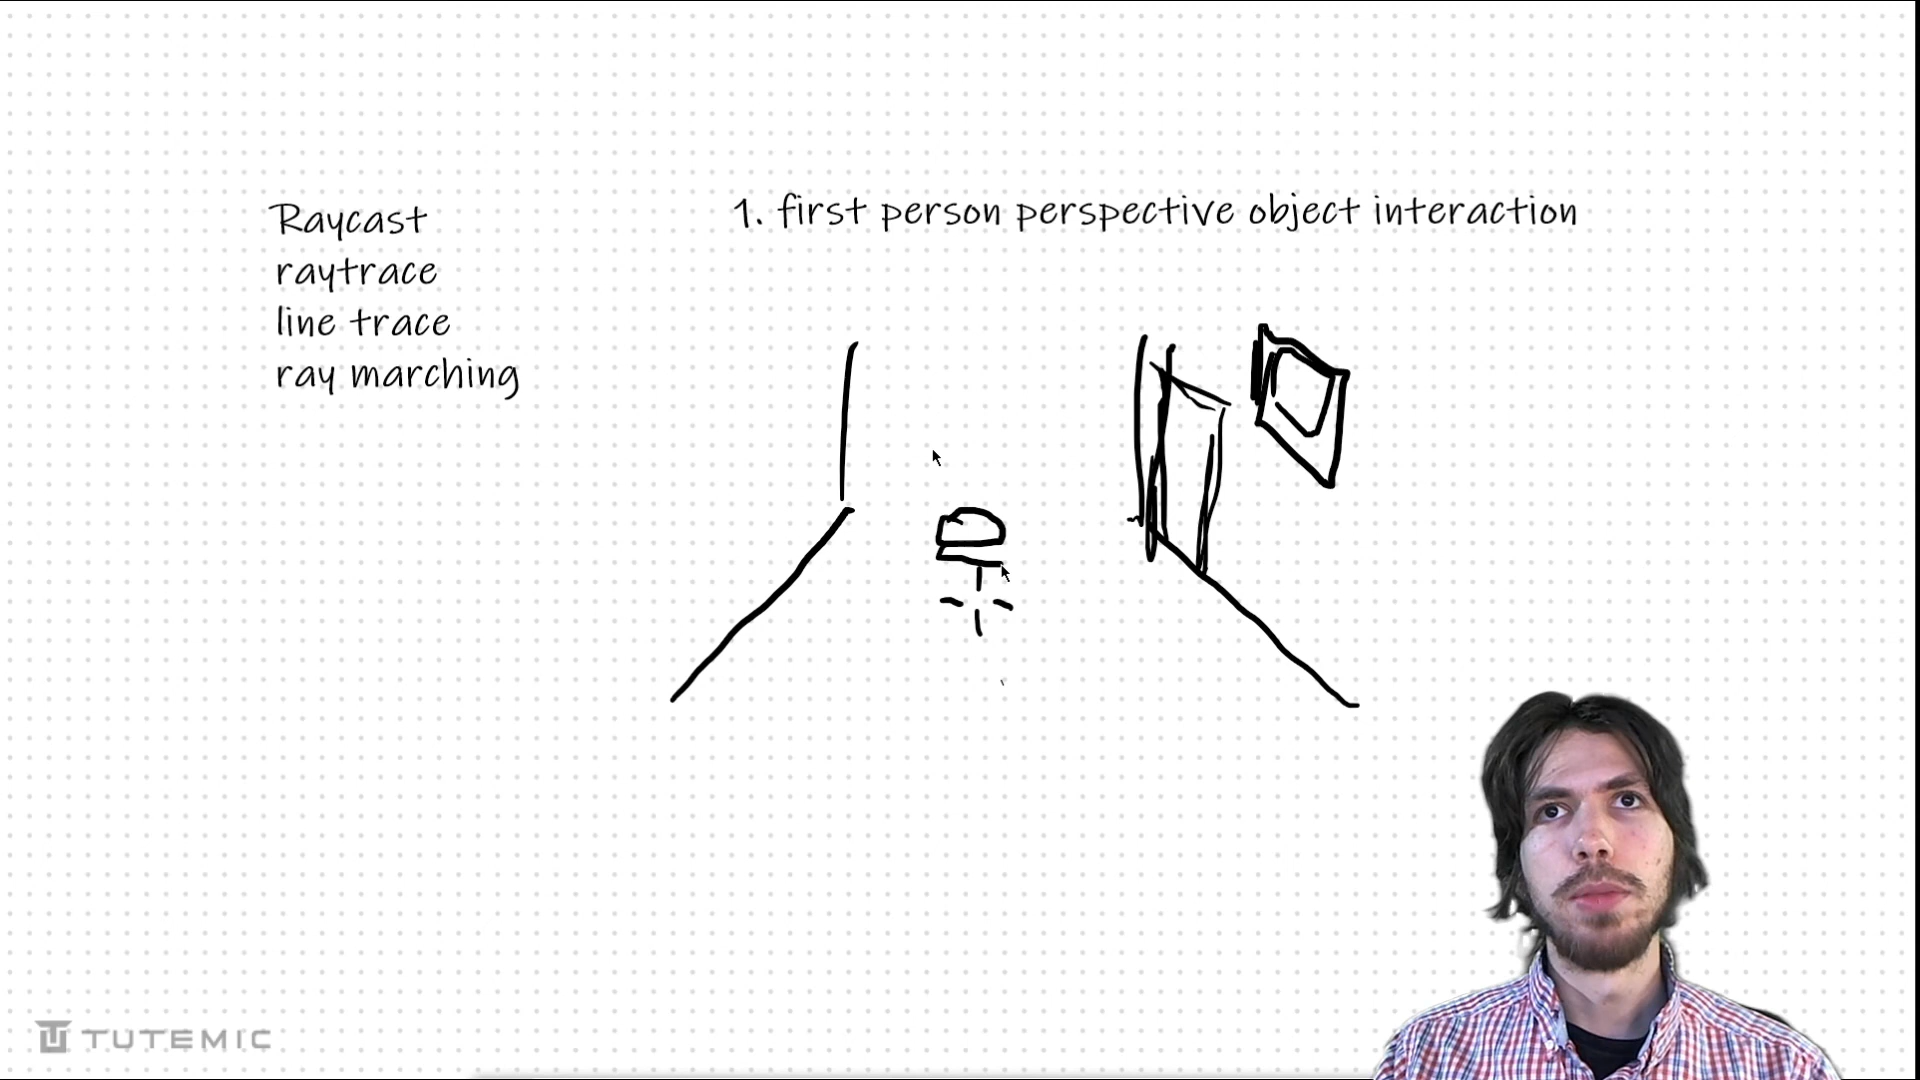 Raycast
raytrace
line trace
ray marching
1. first person perspective object interaction
TUTEMIC